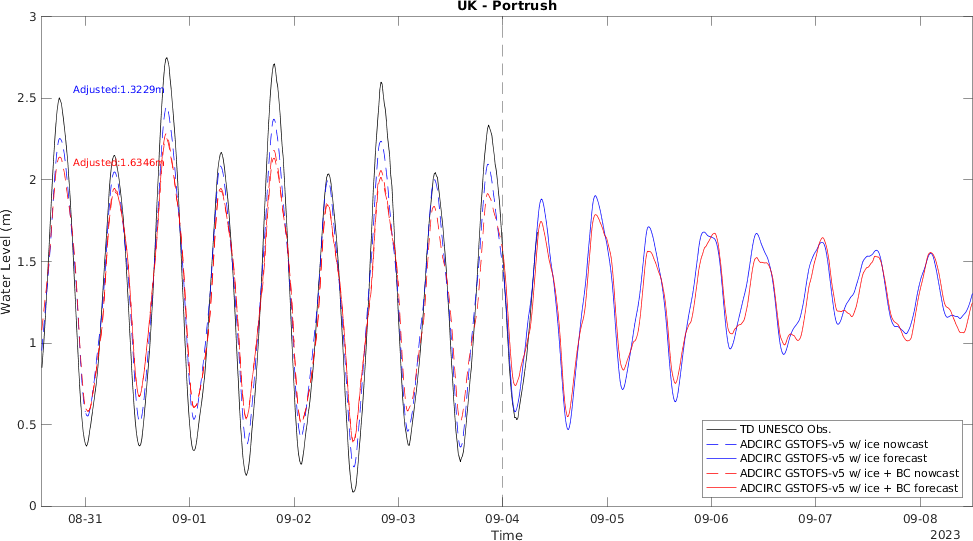 UK - Portrush
3
2.5
2
1.5
1
0.5
0
Water Level (m)
Adjusted:1.3229m
Adjusted:1.6346m
TD UNESCO Obs.
ADCIRC GSTOFS-v5 w/ ice nowcast
ADCIRC GSTOFS-v5 w/ ice forecast
ADCIRC GSTOFS-v5 w/ ice + BC nowcast
ADCIRC GSTOFS-v5 w/ ice + BC forecast
08-31 09-01 09-02 09-03 09-04 09-05 09-06 09-07 09-08
Time
2023